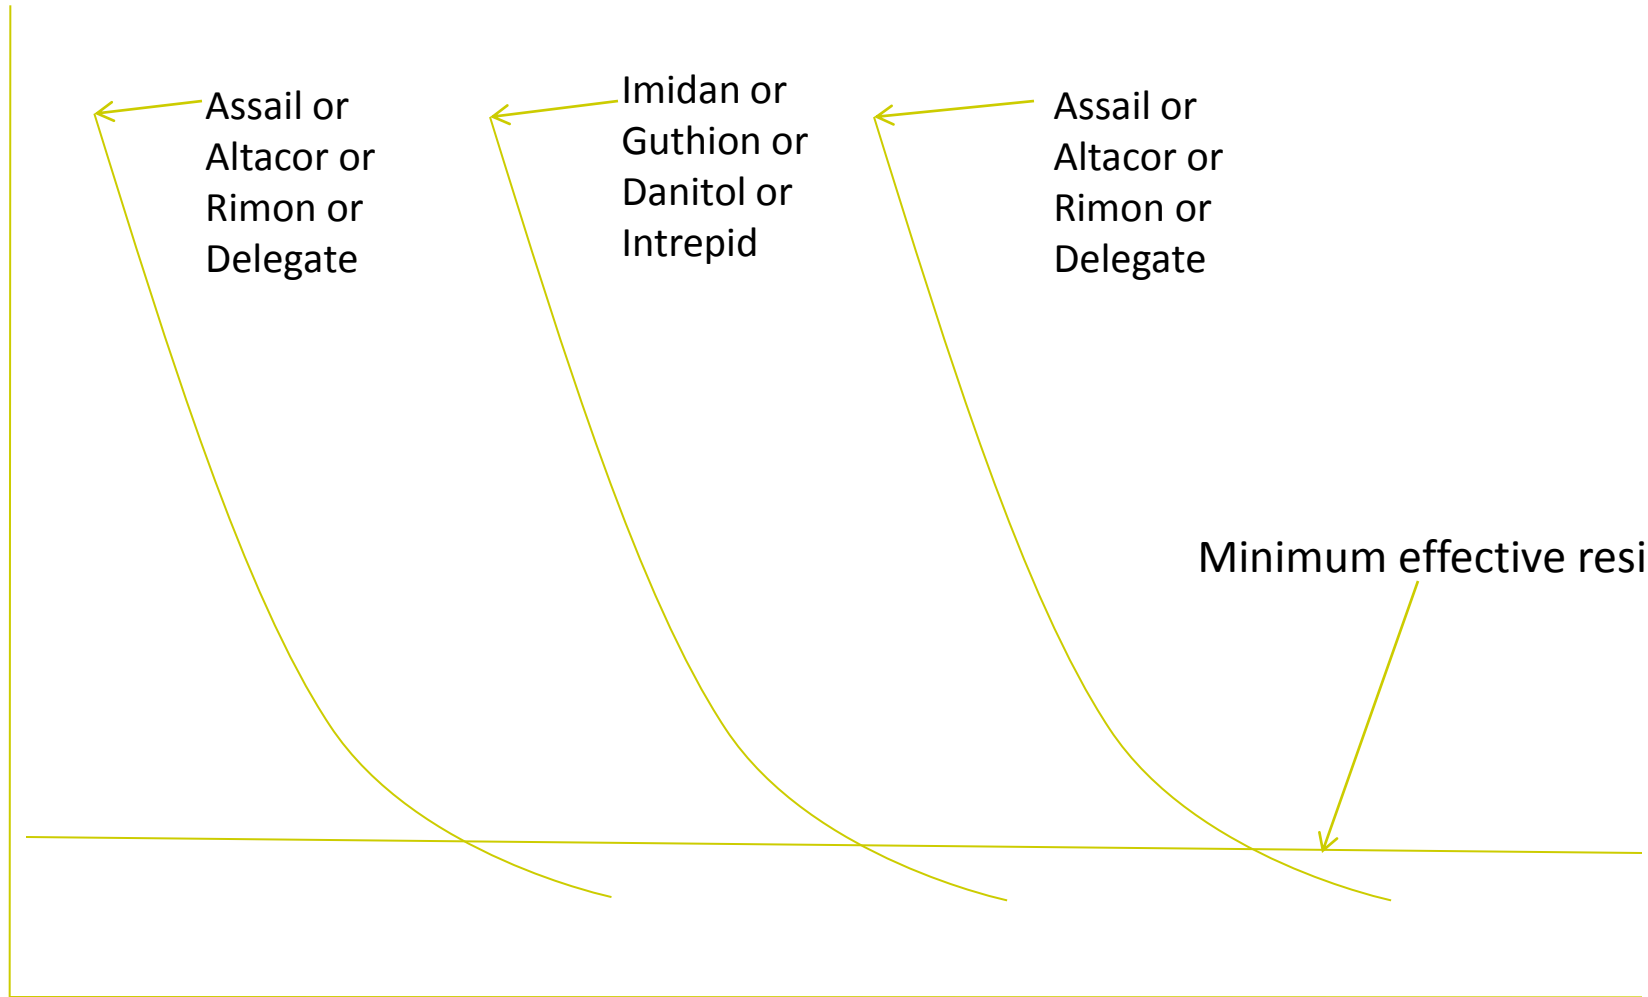 Assail or
Altacor or
Rimon or
Delegate
Imidan or
Guthion or
Danitol or
Intrepid
Assail or
Altacor or
Rimon or
Delegate
Minimum effective resi